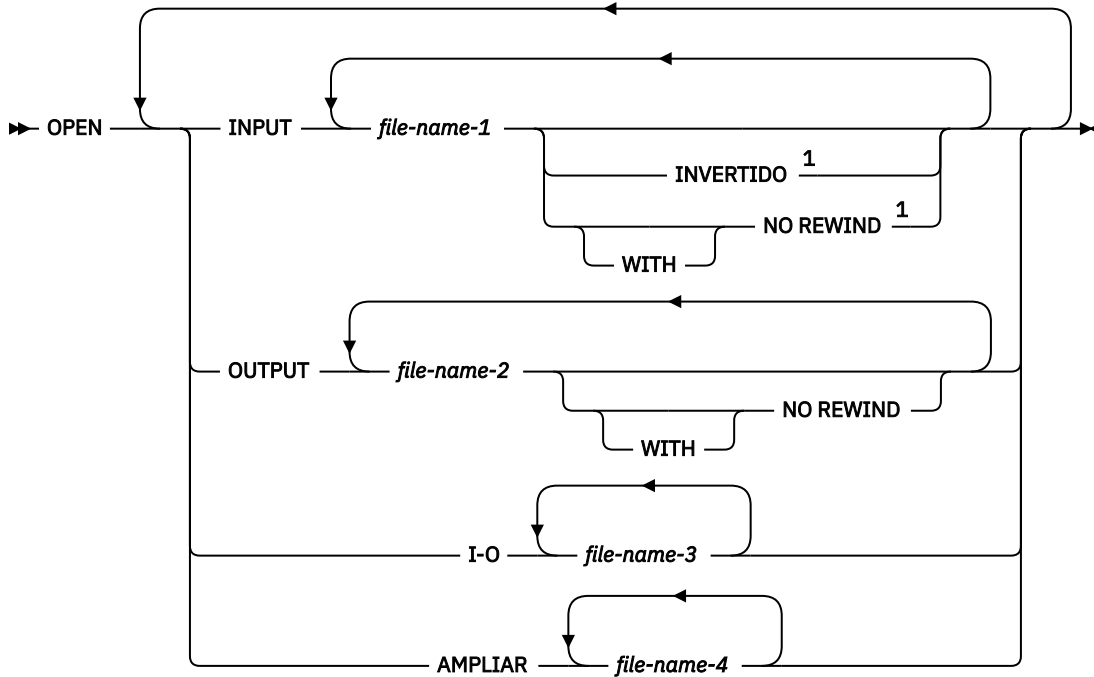 OPEN INPUT file-name-1
INVERTIDO 1
NO REWIND 1
WITH
OUTPUT file-name-2
NO REWIND
WITH
I-O file-name-3
AMPLIAR file-name-4